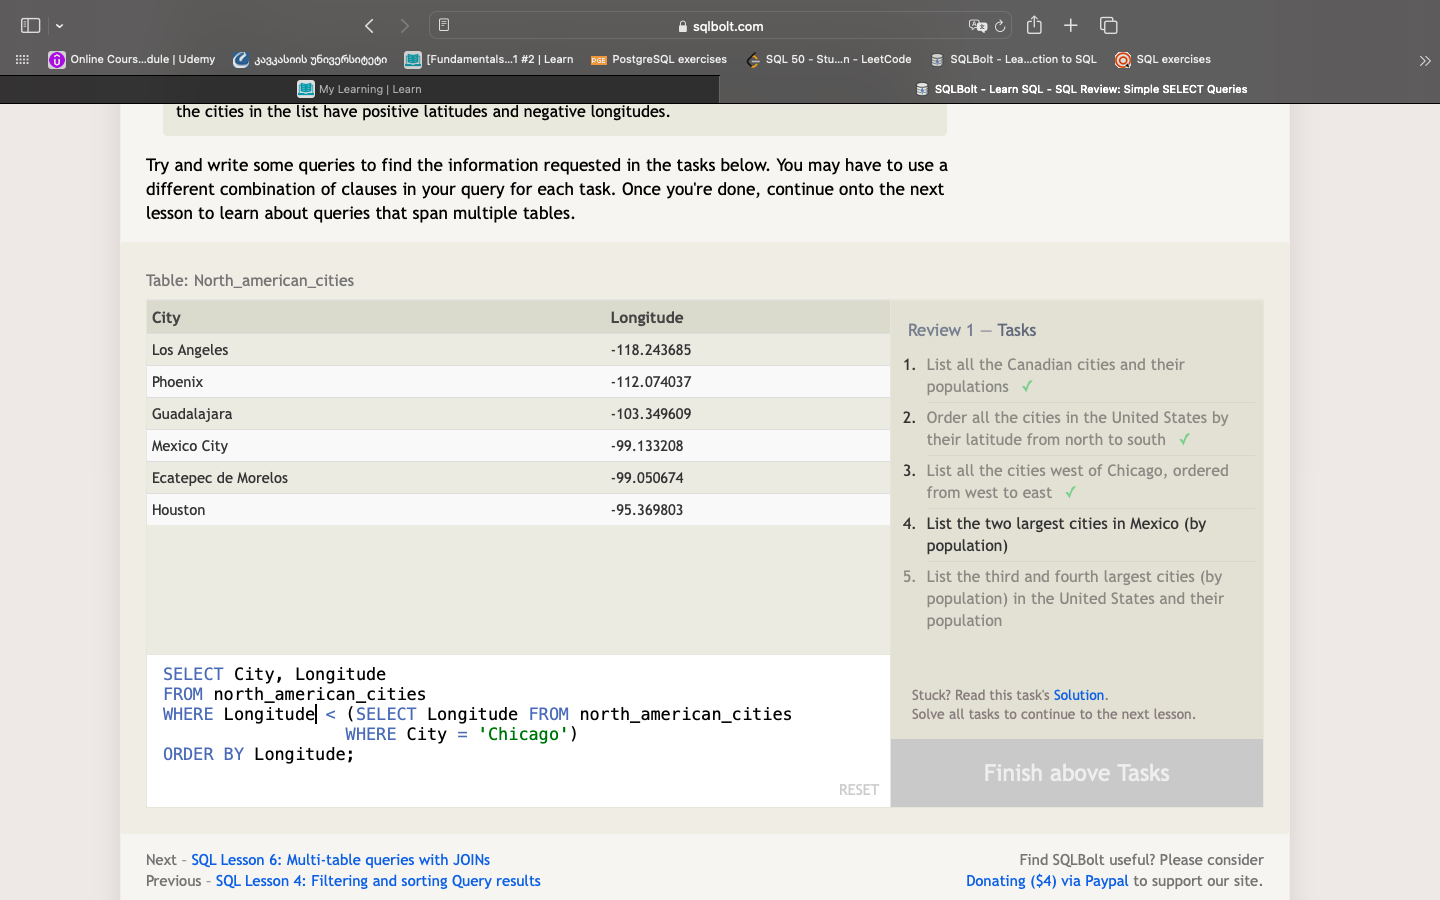 sqlbolt.com
Online Cours...dule | Udemy
კავკასიის უნივერსიტეტი
[Fundamentals...1 #2 | Learn
PGE PostgreSQL exercises
SQL 50 - Stu...n - LeetCode
SQLBolt - Lea...ction to SQL
SQL exercises
My Learning | Learn
SQLBolt - Learn SQL - SQL Review: Simple SELECT Queries
the cities in the list have positive latitudes and negative longitudes.
Try and write some queries to find the information requested in the tasks below. You may have to use a
different combination of clauses in your query for each task. Once you're done, continue onto the next
lesson to learn about queries that span multiple tables.
Table: North_american_cities
City Longitude
Los Angeles -118.243685
Phoenix -112.074037
Guadalajara -103.349609
Mexico City -99.133208
Ecatepec de Morelos -99.050674
Houston -95.369803
SELECT City, Longitude
FROM north_american_cities
WHERE Longitude < (SELECT Longitude FROM north_american_cities
WHERE City = 'Chicago')
ORDER BY Longitude;
RESET
Review 1 — Tasks
1. List all the Canadian cities and their
populations ✓
2. Order all the cities in the United States by
their latitude from north to south ✓
3. List all the cities west of Chicago, ordered
from west to east ✓
4. List the two largest cities in Mexico (by
population)
5. List the third and fourth largest cities (by
population) in the United States and their
population
Stuck? Read this task's Solution.
Solve all tasks to continue to the next lesson.
Finish above Tasks
Next – SQL Lesson 6: Multi-table queries with JOINs
Previous – SQL Lesson 4: Filtering and sorting Query results
Find SQLBolt useful? Please consider
Donating ($4) via Paypal to support our site.